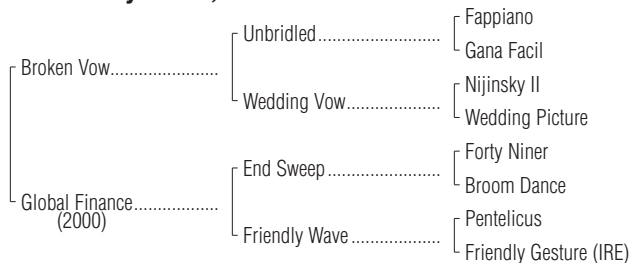 Fappiano
Unbridled....................
Gana Facil
Broken Vow.....................
Nijinsky II
Wedding Vow..................
Wedding Picture
Forty Niner
End Sweep.....................
Broom Dance
Global Finance................
(2000)
Pentelicus
Friendly Wave.................
Friendly Gesture (IRE)